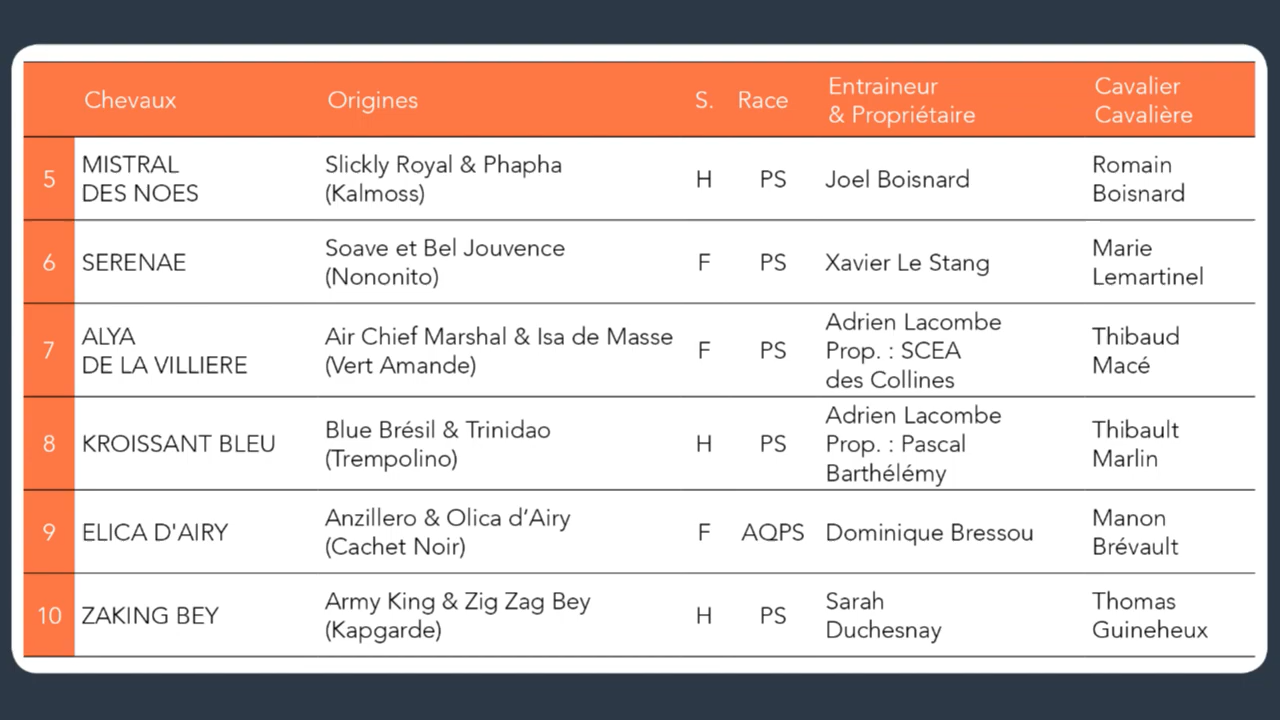 Chevaux Origines S. Race Entraineur & Propriétaire Cavalier Cavalière
5 MISTRAL DES NOES Slickly Royal & Phapha (Kalmoss) H PS Joel Boisnard Romain Boisnard
6 SERENAE Soave et Bel Jouvence (Nononito) F PS Xavier Le Stang Marie Lemartinel
7 ALYA DE LA VILLIERE Air Chief Marshal & Isa de Masse (Vert Amande) F PS Adrien Lacombe Prop. : SCEA des Collines Thibaud Macé
8 KROISSANT BLEU Blue Brésil & Trinidao (Trempolino) H PS Adrien Lacombe Prop. : Pascal Barthélémy Thibault Marlin
9 ELICA D'AIRY Anzillero & Olica d’Airy (Cachet Noir) F AQPS Dominique Bressou Manon Brévault
10 ZAKING BEY Army King & Zig Zag Bey (Kapgarde) H PS Sarah Duchesnay Thomas Guineheux